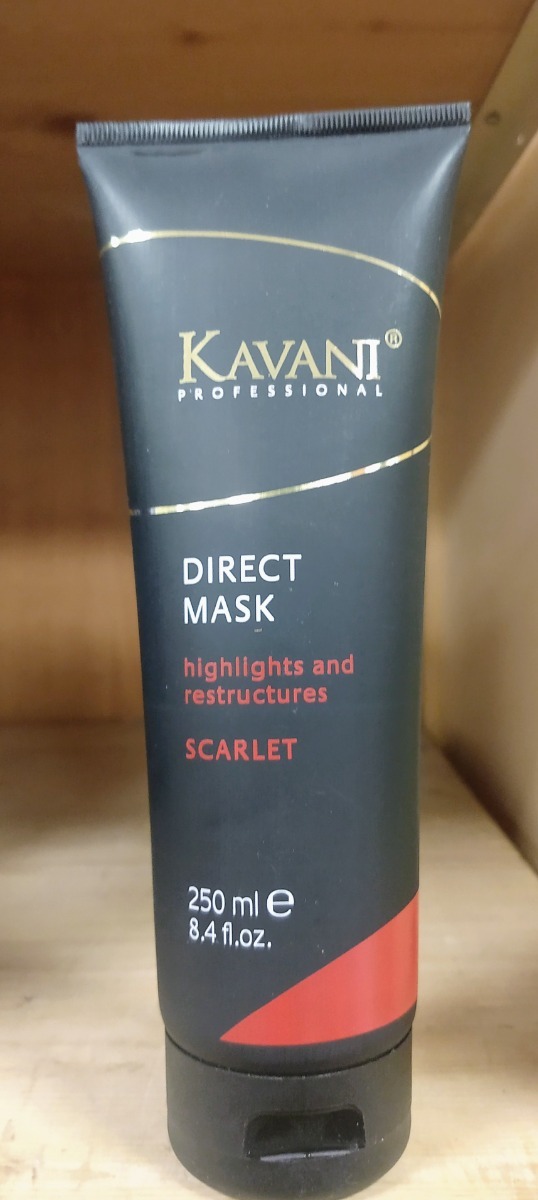 KAVANI®
PROFESSIONAL
DIRECT
MASK
highlights and
restructures
SCARLET
250 ml e
8.4 fl.oz.